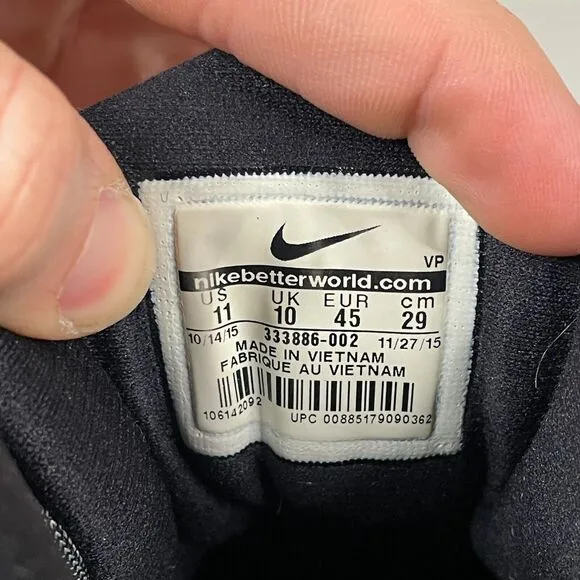 VP
nikebetterworld.com
US UK EUR cm
11 10 45 29
10/14/15 333886-002 11/27/15
MADE IN VIETNAM
FABRIQUE AU VIETNAM
106142092 UPC 00885179090362